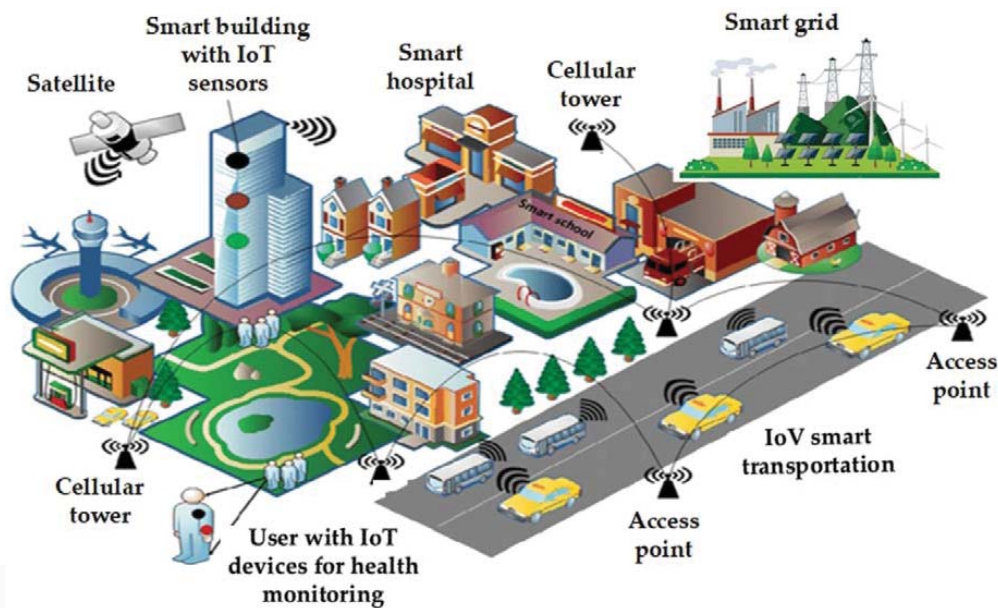 Smart building
with IoT
sensors
Satellite
Smart
hospital
Cellular
tower
Smart grid
Smart school
Access
point
IoV smart
transportation
Cellular
tower
Access
point
User with IoT
devices for health
monitoring